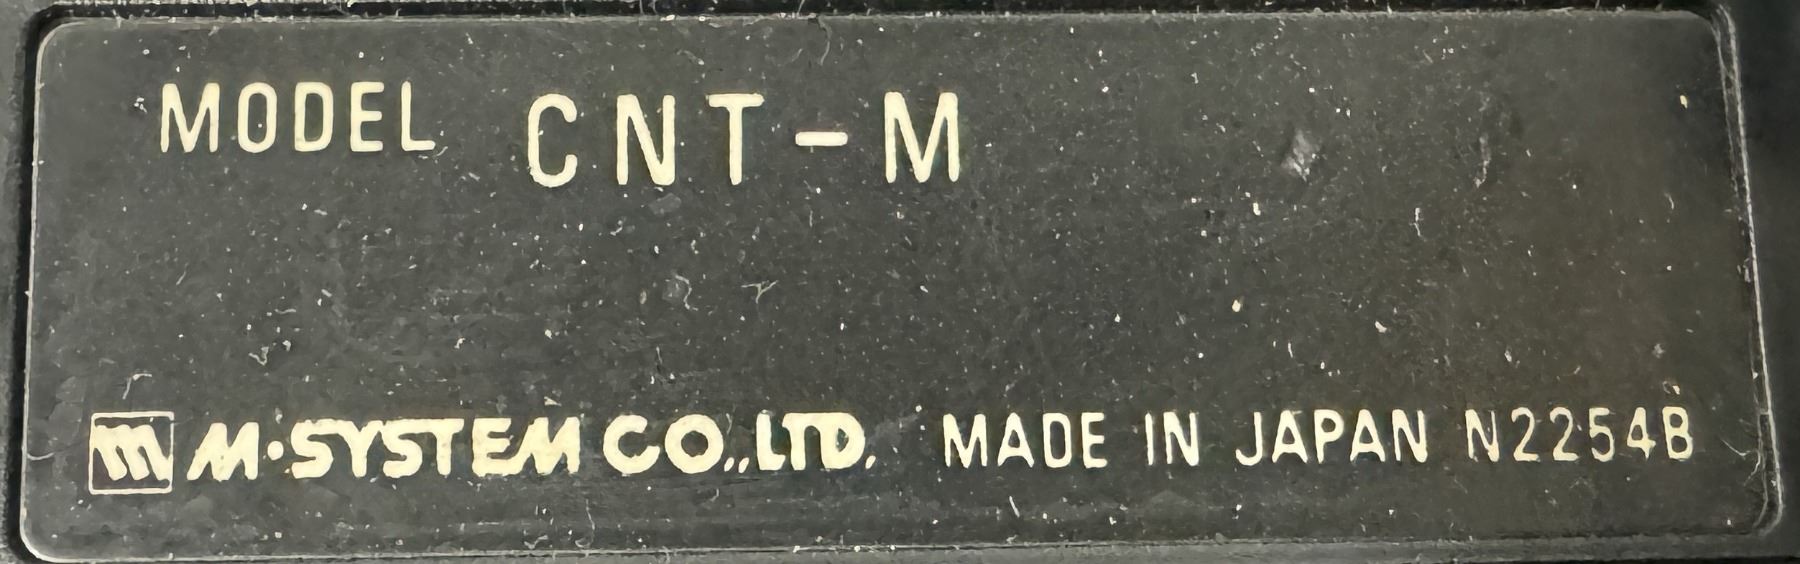 MODEL CNT-M
M·SYSTEM CO.,LTD. MADE IN JAPAN N2254B